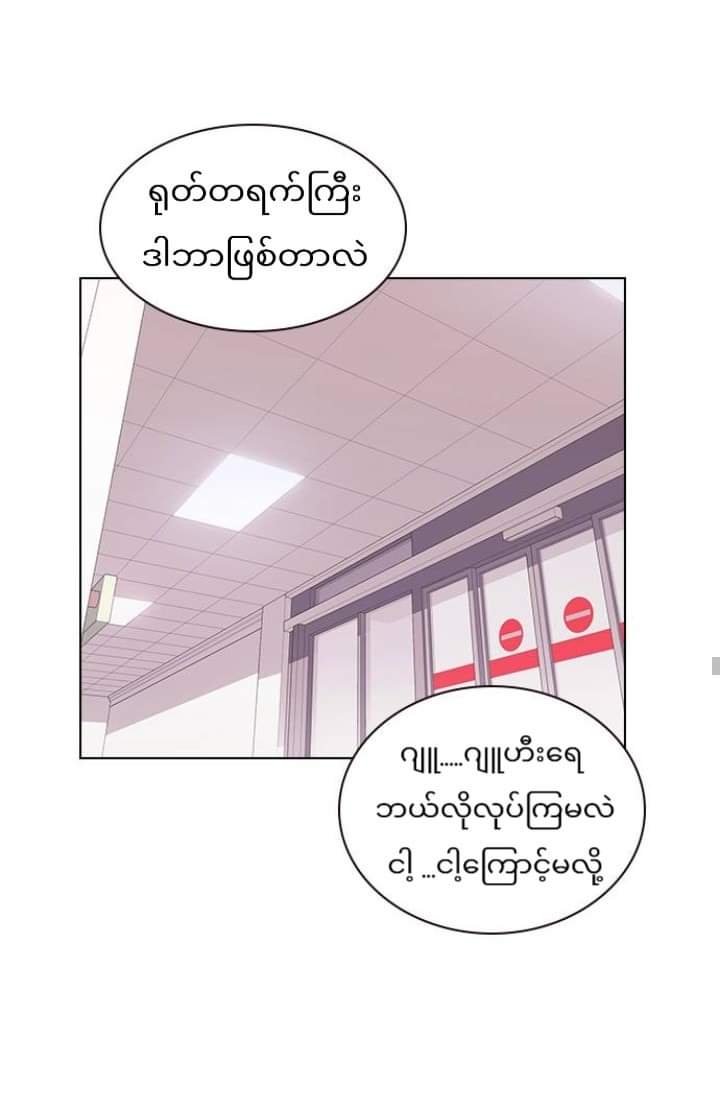 ရုတ်တရက်ကြီး
ဒါဘာဖြစ်တာလဲ
ဂျူ.....ဂျူဟီးရေ
ဘယ်လိုလုပ်ကြမလဲ
ငါ့ ...ငါ့ကြောင့်မလို့